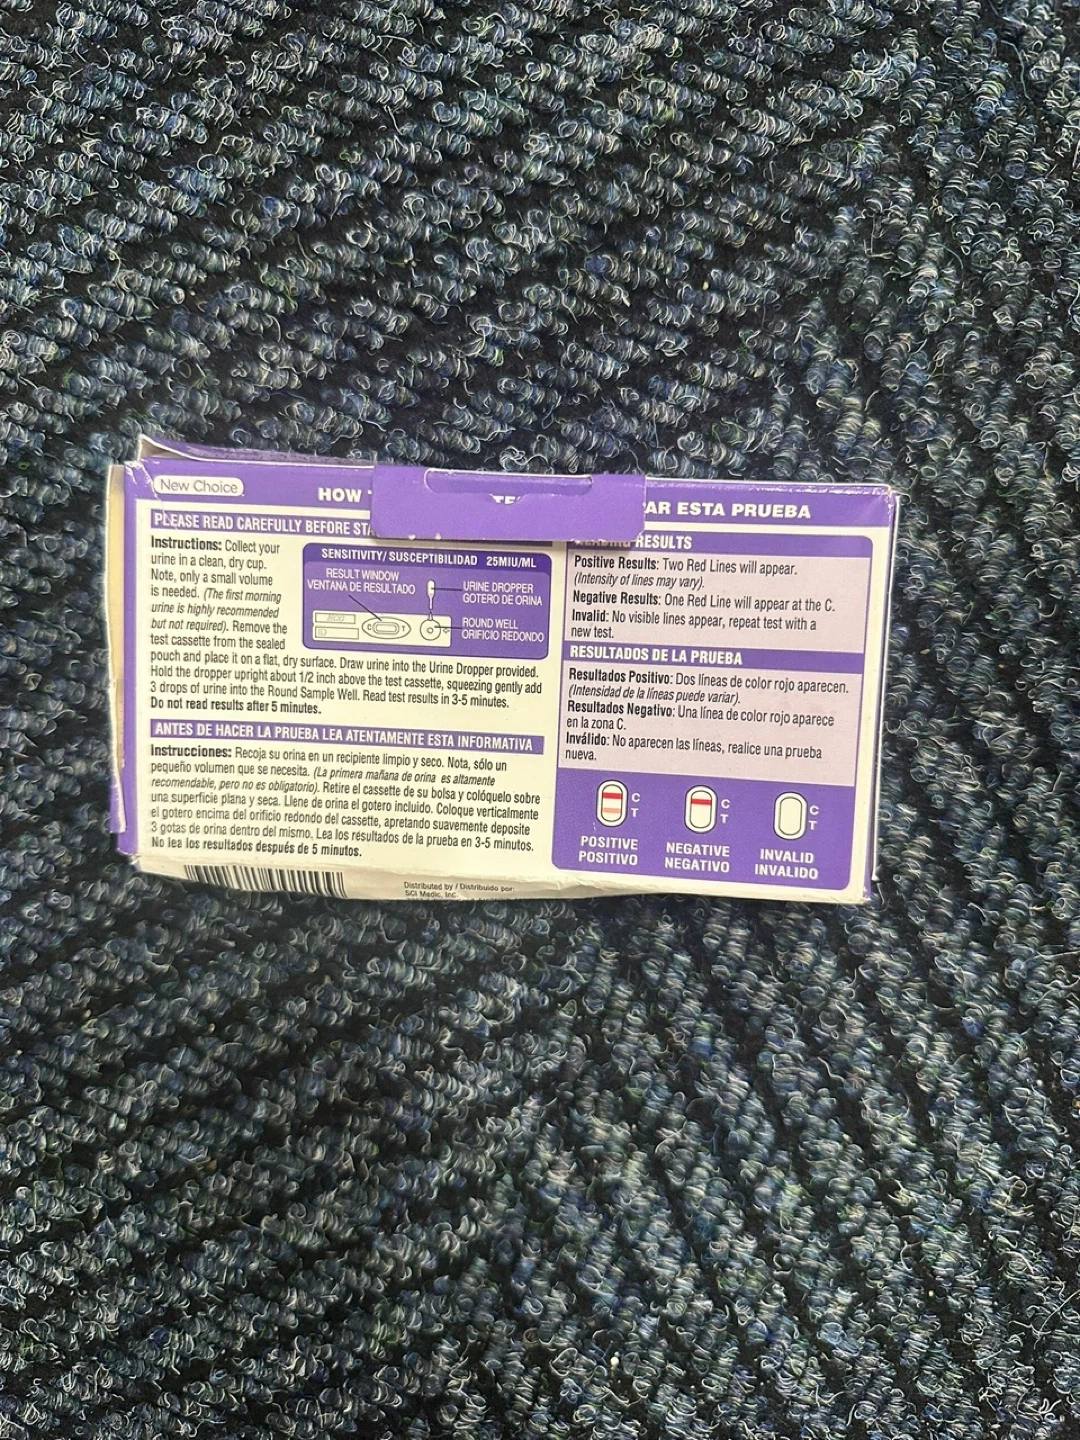 New Choice
HOW
AR ESTA PRUEBA
PLEASE READ CAREFULLY BEFORE
Instructions: Collect your
urine in a clean, dry cup.
Note, only a small volume
is needed. (The first morning
urine is highly recommended
but not required). Remove the
test cassette from the sealed
pouch and place it on a flat, dry surface. Draw urine into the Urine Dropper provided.
Hold the dropper upright about 1/2 inch above the test cassette, squeezing gently add
3 drops of urine into the Round Sample Well. Read test results in 3-5 minutes.
Do not read results after 5 minutes.
SENSITIVITY/ SUSCEPTIBILIDAD 25MIU/ML
RESULT WINDOW
VENTANA DE RESULTADO
URINE DROPPER
GOTERO DE ORINA
HCG
ID
C T
ROUND WELL
ORIFICIO REDONDO
ANTES DE HACER LA PRUEBA LEA ATENTAMENTE ESTA INFORMATIVA
Instrucciones: Recoja su orina en un recipiente limpio y seco. Nota, sólo un
pequeño volumen que se necesita. (La primera mañana de orina es altamente
recomendable, pero no es obligatorio). Retire el cassette de su bolsa y colóquelo sobre
una superficie plana y seca. Llene de orina el gotero incluido. Coloque verticalmente
el gotero encima del orificio redondo del cassette, apretando suavemente deposite
3 gotas de orina dentro del mismo. Lea los resultados de la prueba en 3-5 minutos.
No lea los resultados después de 5 minutos.
RESULTS
Positive Results: Two Red Lines will appear.
(Intensity of lines may vary).
Negative Results: One Red Line will appear at the C.
Invalid: No visible lines appear, repeat test with a
new test.
RESULTADOS DE LA PRUEBA
Resultados Positivo: Dos líneas de color rojo aparecen.
(Intensidad de la líneas puede variar).
Resultados Negativo: Una línea de color rojo aparece
en la zona C.
Inválido: No aparecen las líneas, realice una prueba
nueva.
C
T
POSITIVE
POSITIVO
C
T
NEGATIVE
NEGATIVO
C
T
INVALID
INVALIDO
Distributed by / Distribuido por:
SCI Medic, Inc.